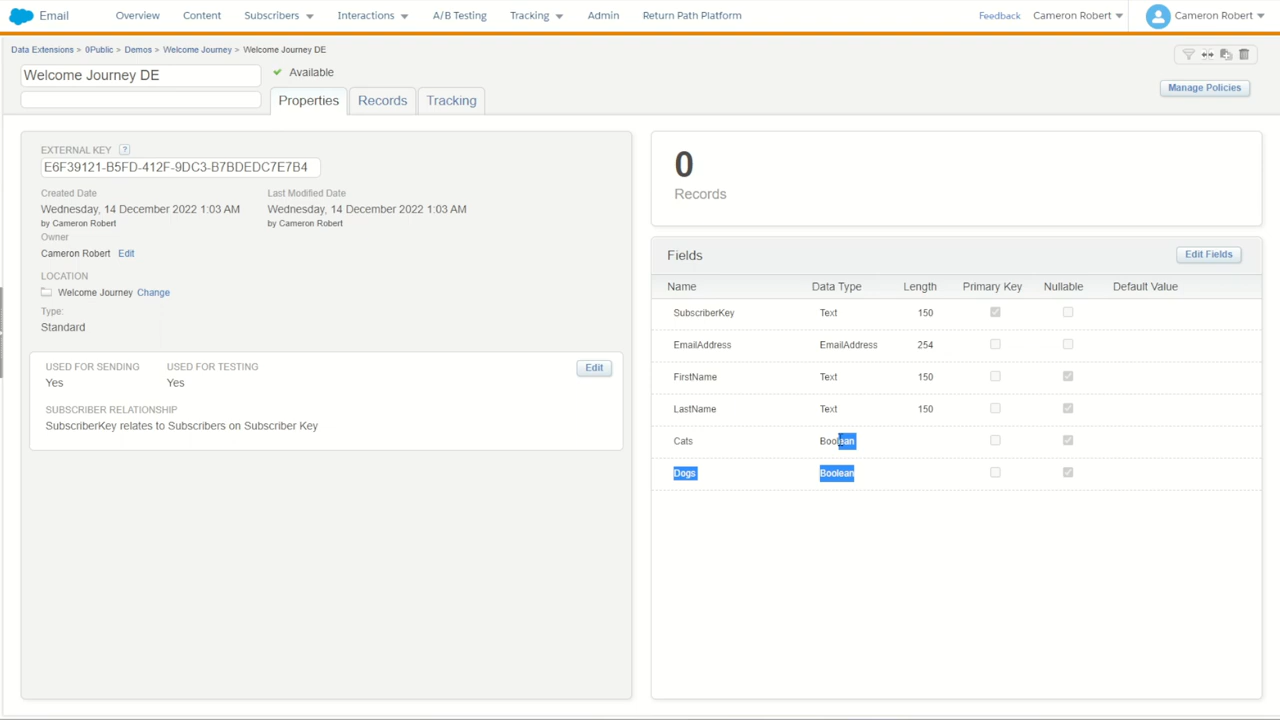 Email Overview Content Subscribers Interactions A/B Testing Tracking Admin Return Path Platform Feedback Cameron Robert Cameron Robert
Data Extensions > 0Public > Demos > Welcome Journey > Welcome Journey DE
Welcome Journey DE Available
Manage Policies
Properties Records Tracking
EXTERNAL KEY ?
E6F39121-B5FD-412F-9DC3-B7BDEDC7E7B4
Created Date Last Modified Date
Wednesday, 14 December 2022 1:03 AM Wednesday, 14 December 2022 1:03 AM
by Cameron Robert by Cameron Robert
Owner
Cameron Robert Edit
LOCATION
Welcome Journey Change
Type:
Standard
USED FOR SENDING USED FOR TESTING Edit
Yes Yes
SUBSCRIBER RELATIONSHIP
SubscriberKey relates to Subscribers on Subscriber Key
0
Records
Fields Edit Fields
Name Data Type Length Primary Key Nullable Default Value
SubscriberKey Text 150
EmailAddress EmailAddress 254
FirstName Text 150
LastName Text 150
Cats Boolean
Dogs Boolean